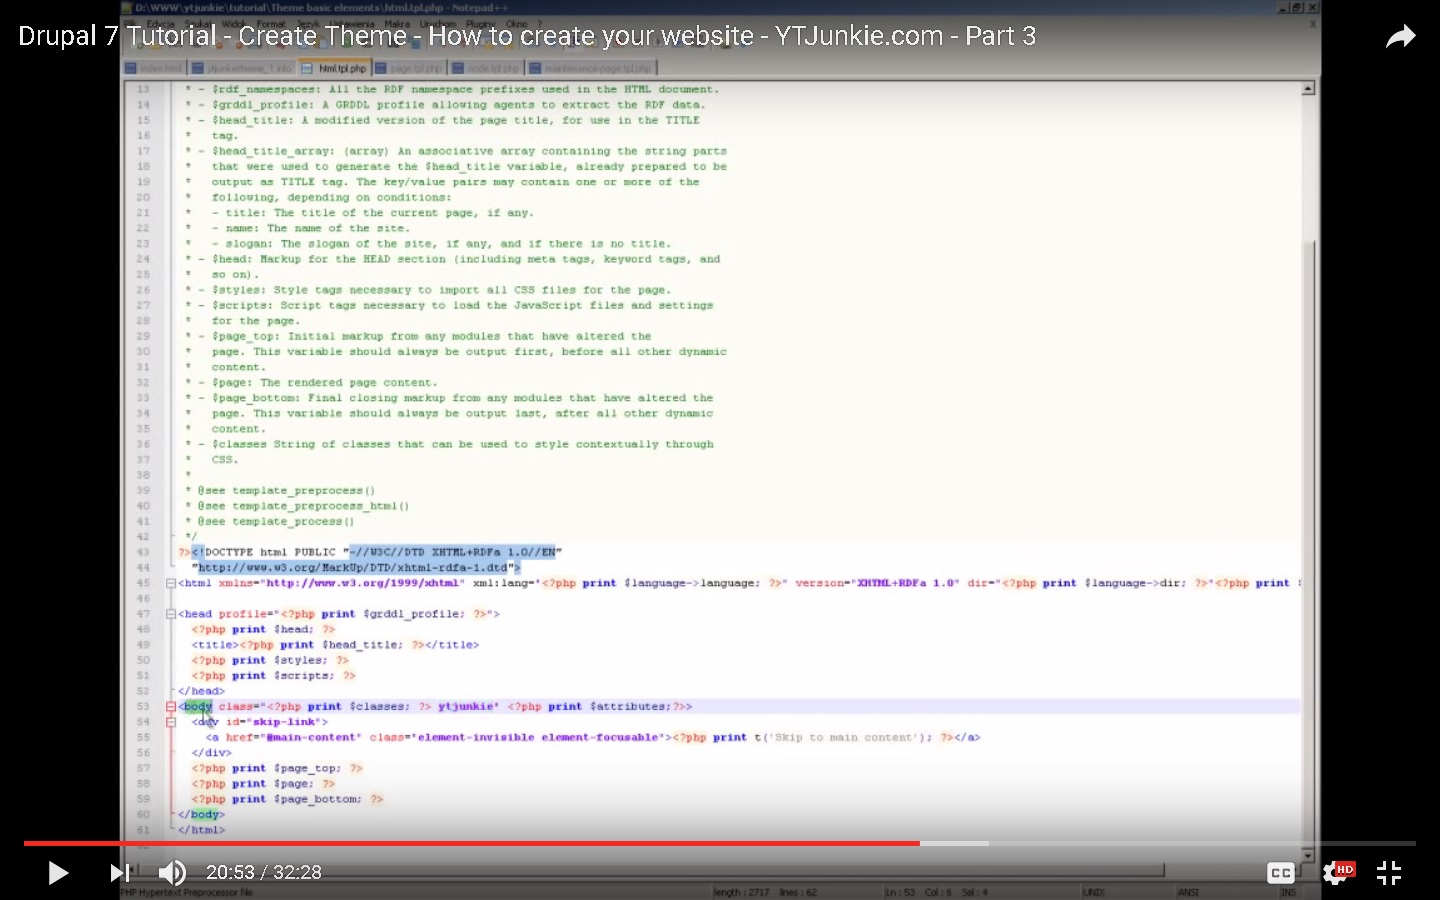 D:\WWW\ytjunkie\tutorial\Theme basic elements\html.tpl.php - Notepad++
Drupal 7 Tutorial - Create Theme - How to create your website - YTJunkie.com - Part 3
index.html ytjunkietheme_1.info html.tpl.php page.tpl.php node.tpl.php maintenance-page.tpl.php
13 * - $rdf_namespaces: All the RDF namespace prefixes used in the HTML document.
14 * - $grddl_profile: A GRDDL profile allowing agents to extract the RDF data.
15 * - $head_title: A modified version of the page title, for use in the TITLE
16 * tag.
17 * - $head_title_array: (array) An associative array containing the string parts
18 * that were used to generate the $head_title variable, already prepared to be
19 * output as TITLE tag. The key/value pairs may contain one or more of the
20 * following, depending on conditions:
21 * - title: The title of the current page, if any.
22 * - name: The name of the site.
23 * - slogan: The slogan of the site, if any, and if there is no title.
24 * - $head: Markup for the HEAD section (including meta tags, keyword tags, and
25 * so on).
26 * - $styles: Style tags necessary to import all CSS files for the page.
27 * - $scripts: Script tags necessary to load the JavaScript files and settings
28 * for the page.
29 * - $page_top: Initial markup from any modules that have altered the
30 * page. This variable should always be output first, before all other dynamic
31 * content.
32 * - $page: The rendered page content.
33 * - $page_bottom: Final closing markup from any modules that have altered the
34 * page. This variable should always be output last, after all other dynamic
35 * content.
36 * - $classes String of classes that can be used to style contextually through
37 * CSS.
38 *
39 * @see template_preprocess()
40 * @see template_preprocess_html()
41 * @see template_process()
42 */
43 ?><!DOCTYPE html PUBLIC "-//W3C//DTD XHTML+RDFa 1.0//EN"
44 "http://www.w3.org/MarkUp/DTD/xhtml-rdfa-1.dtd">
45 <html xmlns="http://www.w3.org/1999/xhtml" xml:lang="<?php print $language->language; ?>" version="XHTML+RDFa 1.0" dir="<?php print $language->dir; ?>"<?php print $
46
47 <head profile="<?php print $grddl_profile; ?>">
48 <?php print $head; ?>
49 <title><?php print $head_title; ?></title>
50 <?php print $styles; ?>
51 <?php print $scripts; ?>
52 </head>
53 <body class="<?php print $classes; ?> ytjunkie" <?php print $attributes;?>>
54 <div id="skip-link">
55 <a href="#main-content" class="element-invisible element-focusable"><?php print t('Skip to main content'); ?></a>
56 </div>
57 <?php print $page_top; ?>
58 <?php print $page; ?>
59 <?php print $page_bottom; ?>
60 </body>
61 </html>
20:53 / 32:28
CC HD
PHP Hypertext Preprocessor file length : 2717 lines : 62 Ln : 53 Col : 6 Sel : 4 UNIX ANSI INS